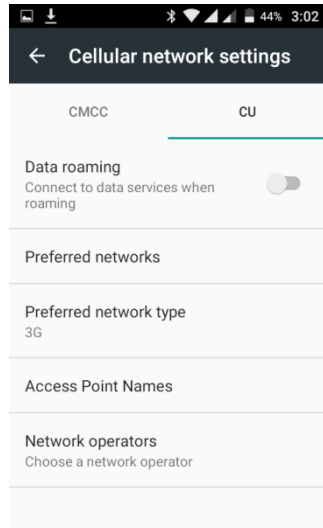 44% 3:02
Cellular network settings
CMCC CU
Data roaming
Connect to data services when
roaming
Preferred networks
Preferred network type
3G
Access Point Names
Network operators
Choose a network operator